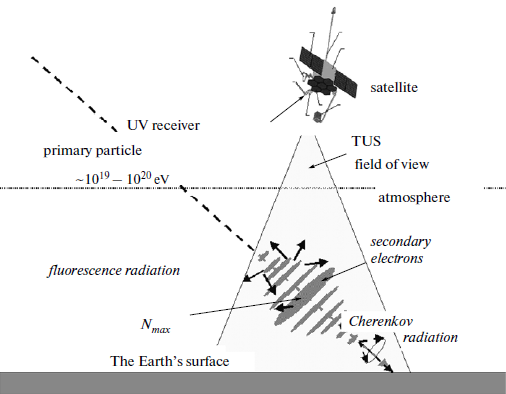 satellite
UV receiver
TUS
field of view
primary particle
~10¹⁹ – 10²⁰ eV
atmosphere
secondary
electrons
fluorescence radiation
Nmax
Cherenkov
radiation
The Earth's surface